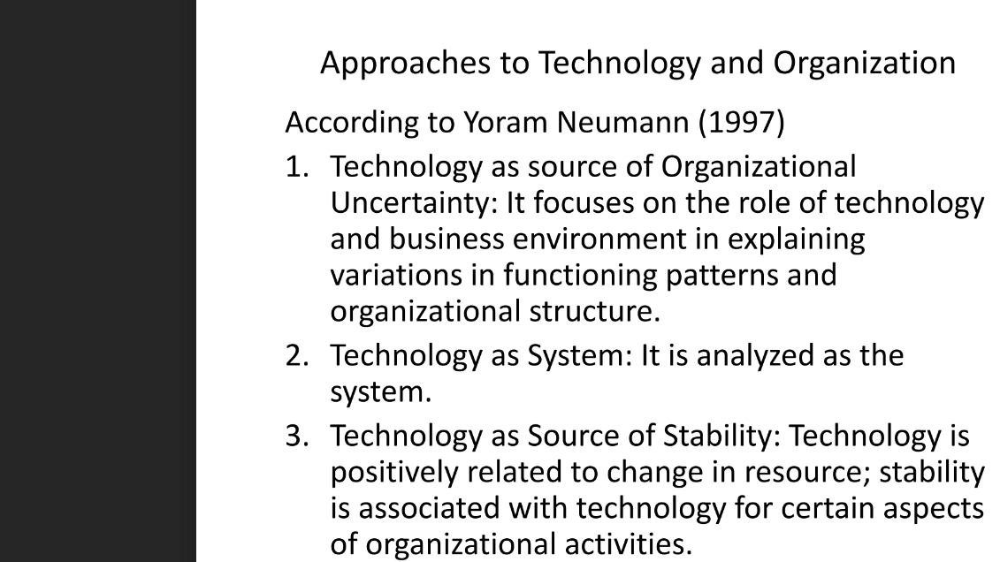 Approaches to Technology and Organization
According to Yoram Neumann (1997)
1. Technology as source of Organizational
Uncertainty: It focuses on the role of technology
and business environment in explaining
variations in functioning patterns and
organizational structure.
2. Technology as System: It is analyzed as the
system.
3. Technology as Source of Stability: Technology is
positively related to change in resource; stability
is associated with technology for certain aspects
of organizational activities.